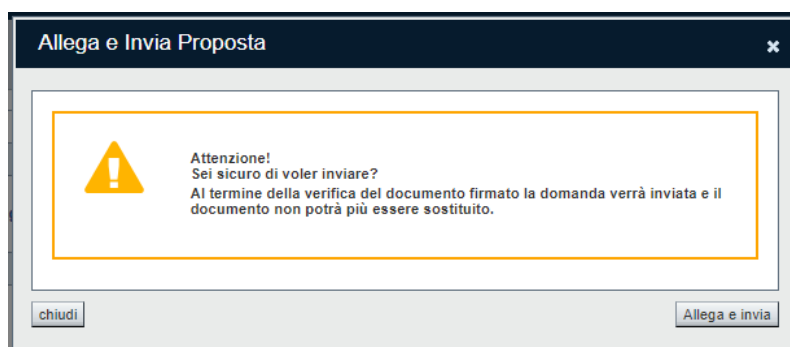 Allega e Invia Proposta
Attenzione!
Sei sicuro di voler inviare?
Al termine della verifica del documento firmato la domanda verrà inviata e il
documento non potrà più essere sostituito.
chiudi
Allega e invia